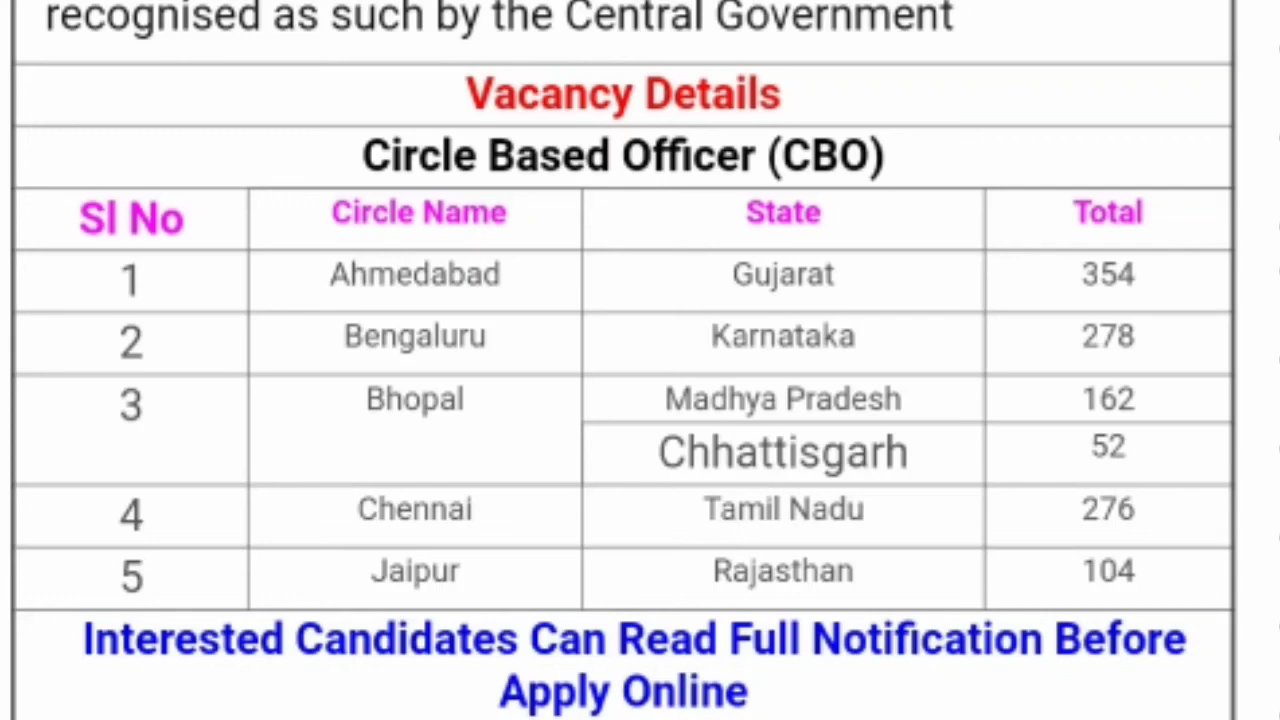 recognised as such by the Central Government
Vacancy Details
Circle Based Officer (CBO)
Sl No Circle Name State Total
1 Ahmedabad Gujarat 354
2 Bengaluru Karnataka 278
3 Bhopal Madhya Pradesh 162
Chhattisgarh 52
4 Chennai Tamil Nadu 276
5 Jaipur Rajasthan 104
Interested Candidates Can Read Full Notification Before
Apply Online